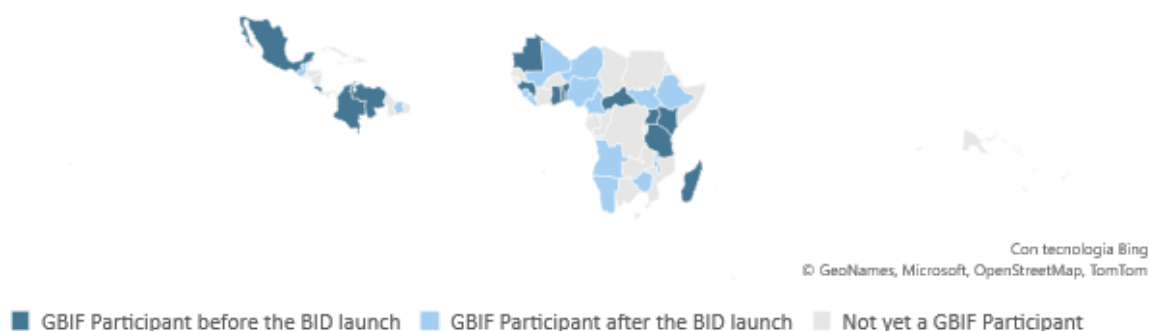 Con tecnologia Bing
© GeoNames, Microsoft, OpenStreetMap, TomTom
GBIF Participant before the BID launch GBIF Participant after the BID launch Not yet a GBIF Participant